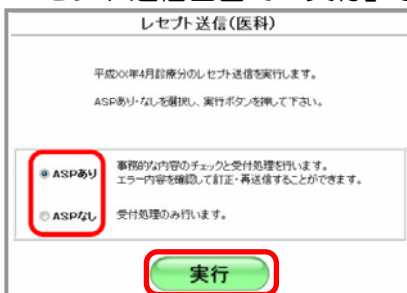 レセプト送信(医科)
平成XX年4月診療分のレセプト送信を実行します。
ASPあり・なしを選択し、実行ボタンを押して下さい。
ASPあり
事務的な内容のチェックと受付処理を行います。
エラー内容を確認して訂正・再送信することができます。
ASPなし
受付処理のみ行います。
実行